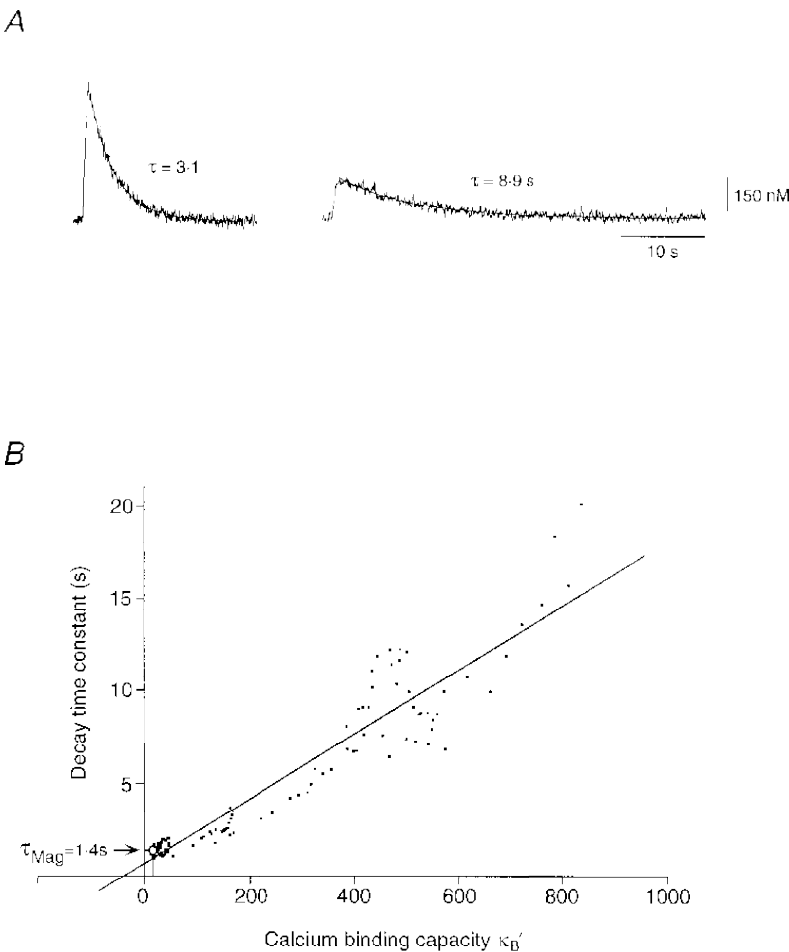 A
τ = 3·1
τ = 8·9 s
150 nM
10 s
B
Decay time constant (s)
20
15
10
5
τMag=1·4s
0
200
400
600
800
1000
Calcium binding capacity κB′